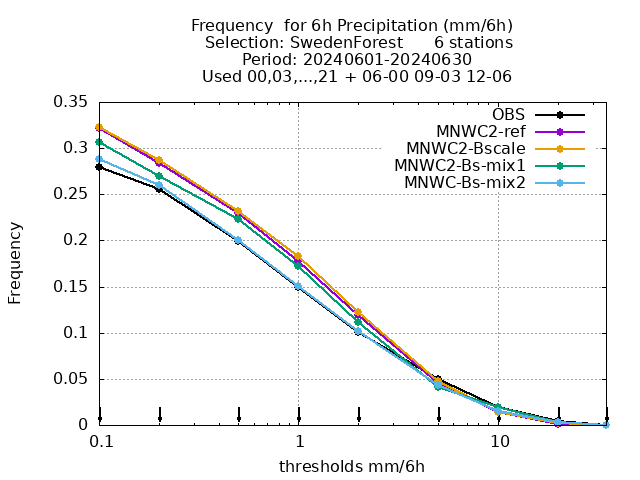 Frequency  for 6h Precipitation (mm/6h)
Selection: SwedenForest      6 stations
Period: 20240601-20240630
Used 00,03,...,21 + 06-00 09-03 12-06
OBS
MNWC2-ref
MNWC2-Bscale
MNWC2-Bs-mix1
MNWC-Bs-mix2
0.35
0.3
0.25
0.2
0.15
0.1
0.05
0
Frequency
0.1 1 10
thresholds mm/6h